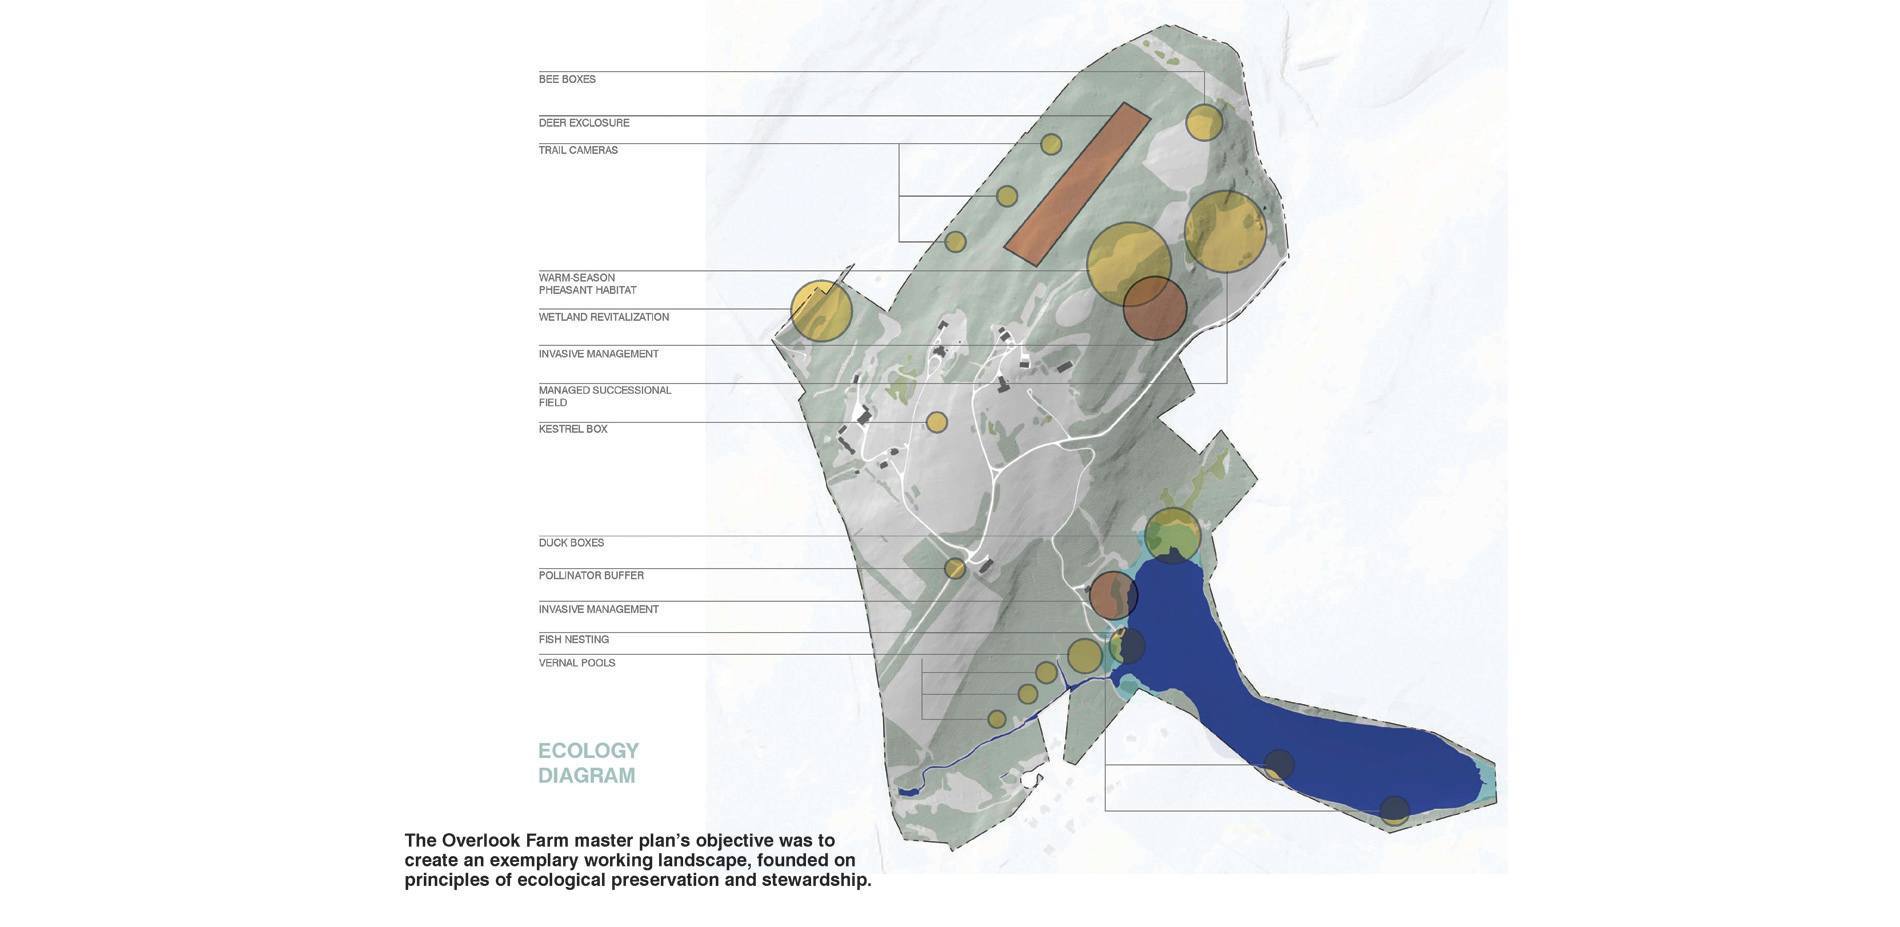 BEE BOXES
DEER EXCLOSURE
TRAIL CAMERAS
WARM-SEASON
PHEASANT HABITAT
WETLAND REVITALIZATION
INVASIVE MANAGEMENT
MANAGED SUCCESSIONAL
FIELD
KESTREL BOX
DUCK BOXES
POLLINATOR BUFFER
INVASIVE MANAGEMENT
FISH NESTING
VERNAL POOLS
ECOLOGY
DIAGRAM
The Overlook Farm master plan’s objective was to
create an exemplary working landscape, founded on
principles of ecological preservation and stewardship.